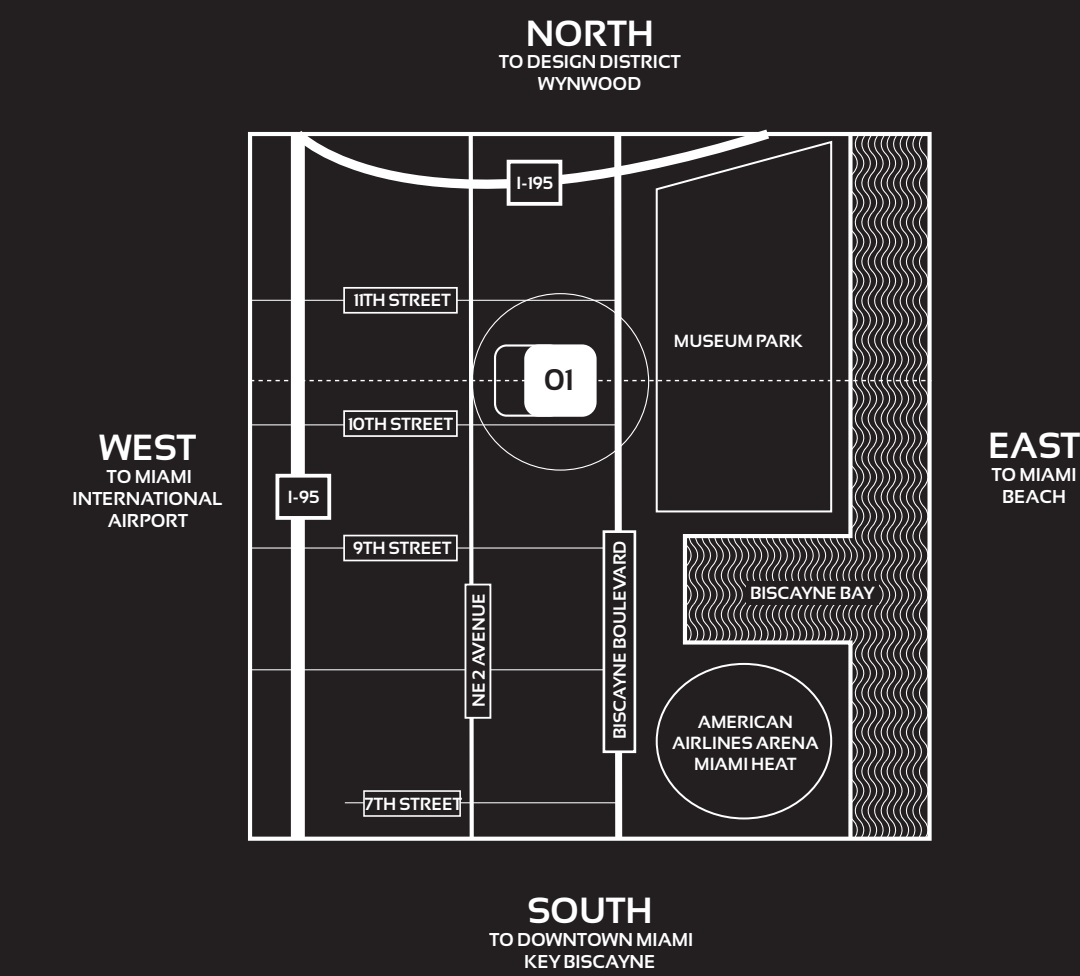 NORTH
TO DESIGN DISTRICT
WYNWOOD
I-195
11TH STREET
MUSEUM PARK
01
10TH STREET
WEST
TO MIAMI
INTERNATIONAL
AIRPORT
EAST
TO MIAMI
BEACH
I-95
9TH STREET
BISCAYNE BOULEVARD
NE 2 AVENUE
BISCAYNE BAY
AMERICAN
AIRLINES ARENA
MIAMI HEAT
7TH STREET
SOUTH
TO DOWNTOWN MIAMI
KEY BISCAYNE